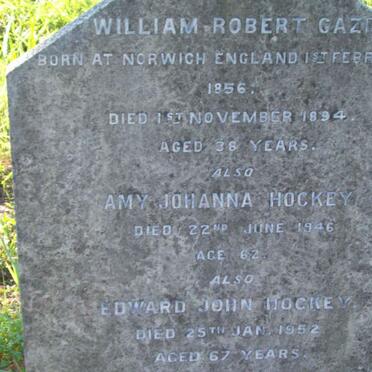 WILLIAM ROBERT GAZE
BORN AT NORWICH ENGLAND 1ST FEB
1856.
DIED 1ST NOVEMBER 1894.
AGED 38 YEARS.
ALSO
AMY JOHANNA HOCKEY
DIED 22ND JUNE 1946
AGE 62.
ALSO
EDWARD JOHN HOCKEY.
DIED 25TH JAN. 1952
AGED 67 YEARS.